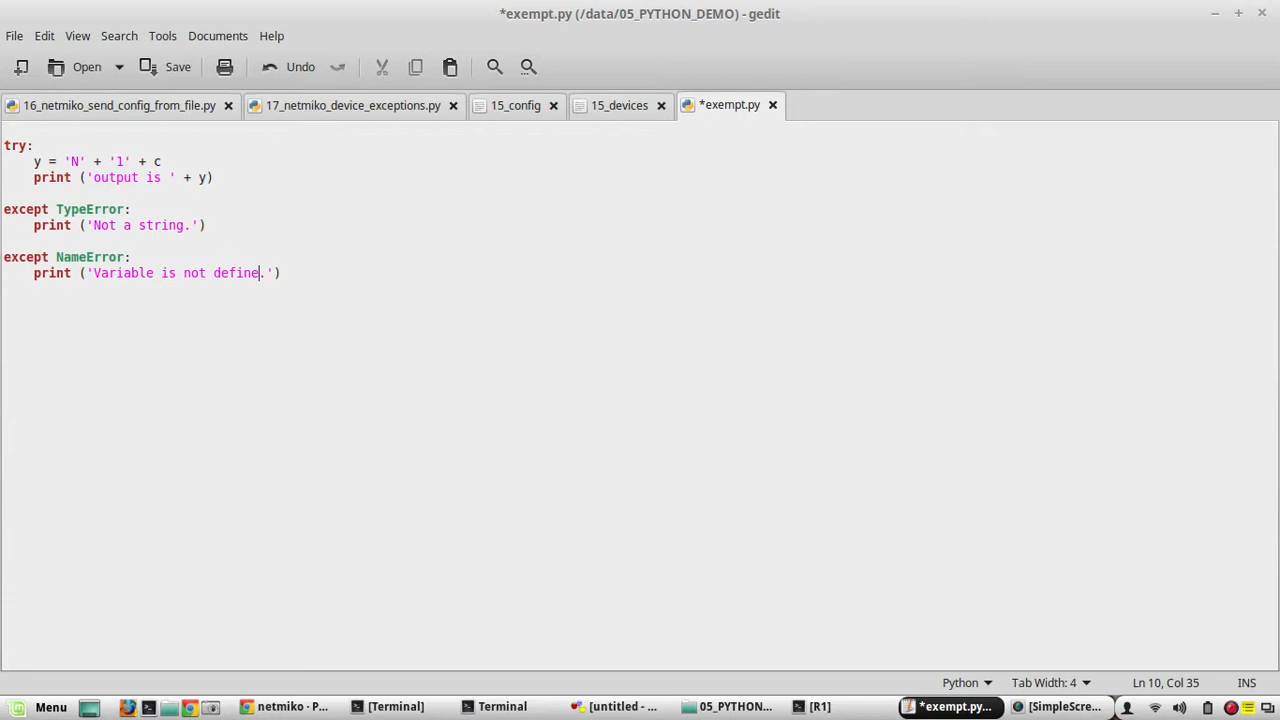 *exempt.py (/data/05_PYTHON_DEMO) - gedit
File Edit View Search Tools Documents Help
Open Save Undo
16_netmiko_send_config_from_file.py 17_netmiko_device_exceptions.py 15_config 15_devices *exempt.py
try:
y = 'N' + '1' + c
print ('output is ' + y)
except TypeError:
print ('Not a string.')
except NameError:
print ('Variable is not define.')
Python Tab Width: 4 Ln 10, Col 35 INS
Menu netmiko - P... [Terminal] Terminal [untitled - ... 05_PYTHON... [R1] *exempt.py... [SimpleScre...